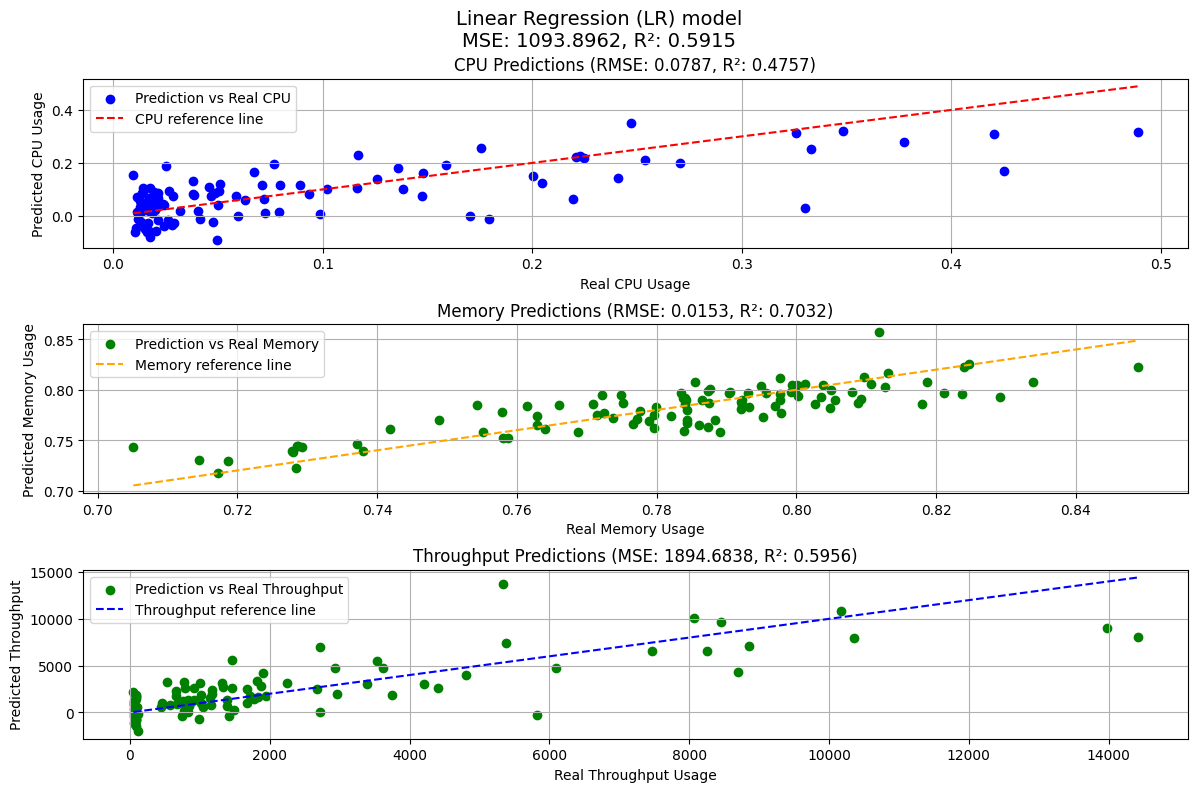 Linear Regression (LR) model
MSE: 1093.8962, R²: 0.5915
CPU Predictions (RMSE: 0.0787, R²: 0.4757)
Predicted CPU Usage
0.4
0.2
0.0
Prediction vs Real CPU
CPU reference line
0.0 0.1 0.2 0.3 0.4 0.5
Real CPU Usage
Memory Predictions (RMSE: 0.0153, R²: 0.7032)
Predicted Memory Usage
0.85
0.80
0.75
0.70
Prediction vs Real Memory
Memory reference line
0.70 0.72 0.74 0.76 0.78 0.80 0.82 0.84
Real Memory Usage
Throughput Predictions (MSE: 1894.6838, R²: 0.5956)
Predicted Throughput
15000
10000
5000
0
Prediction vs Real Throughput
Throughput reference line
0 2000 4000 6000 8000 10000 12000 14000
Real Throughput Usage